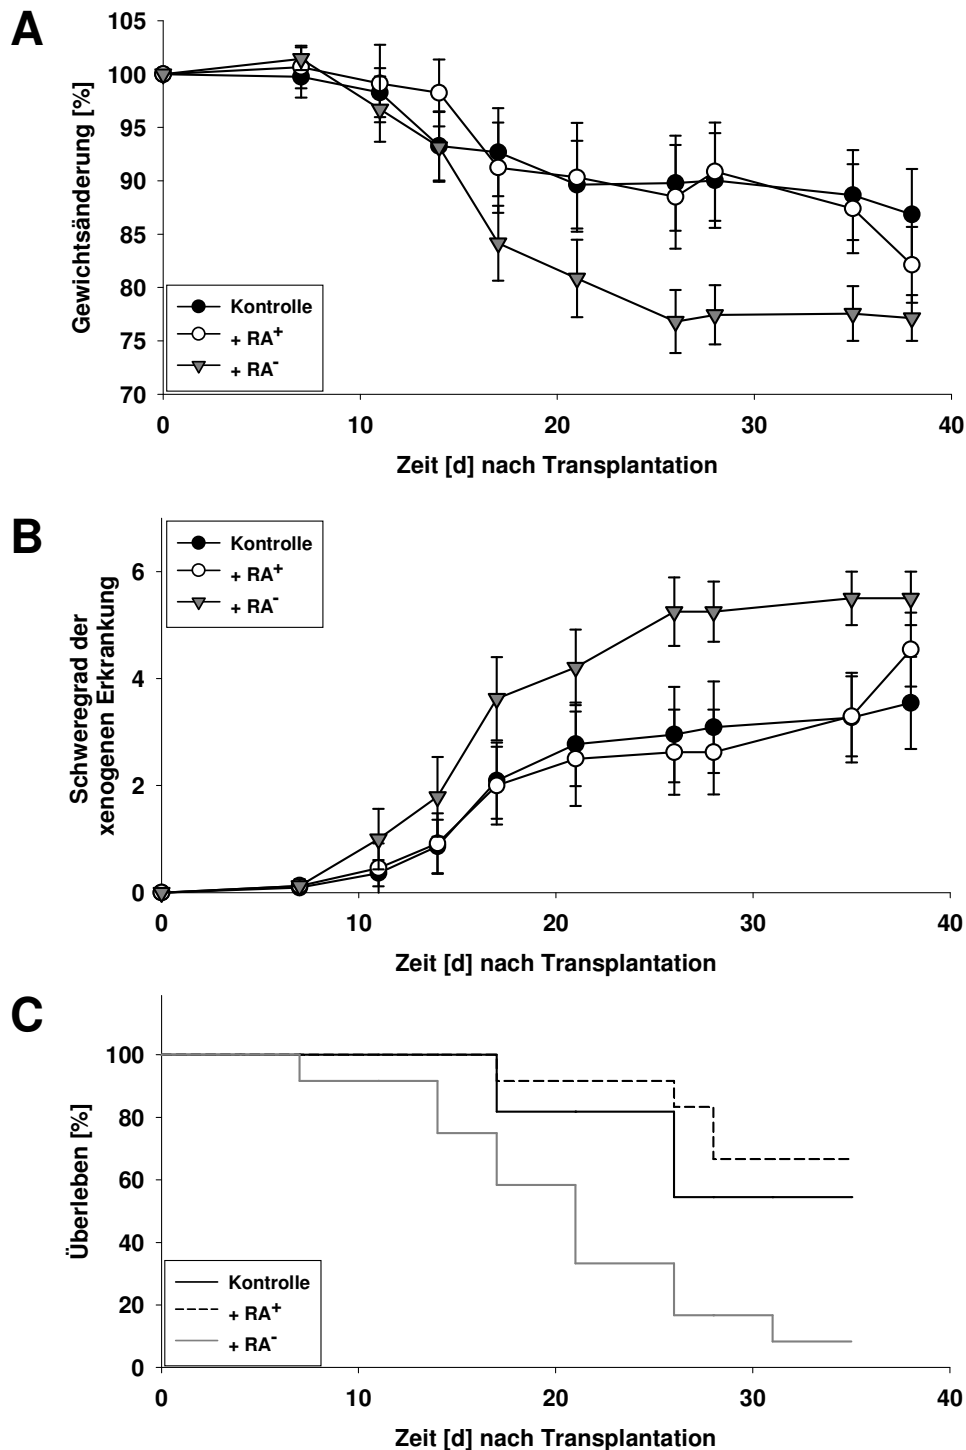 A
105
100
95
90
85
80
75
70
Gewichtsänderung [%]
Kontrolle
+ RA⁺
+ RA⁻
0 10 20 30 40
Zeit [d] nach Transplantation
B
6
4
2
0
Schweregrad der
xenogenen Erkrankung
Kontrolle
+ RA⁺
+ RA⁻
0 10 20 30 40
Zeit [d] nach Transplantation
C
100
80
60
40
20
0
Überleben [%]
Kontrolle
+ RA⁺
+ RA⁻
0 10 20 30 40
Zeit [d] nach Transplantation